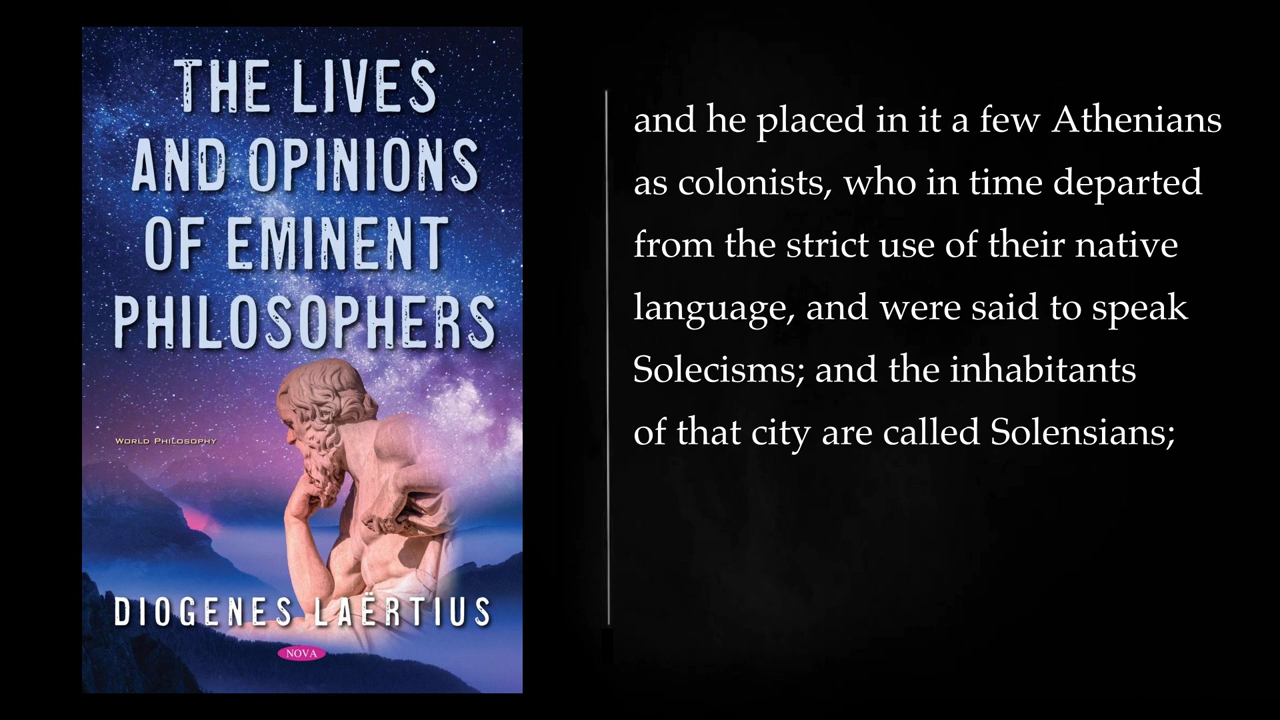 THE LIVES
AND OPINIONS
OF EMINENT
PHILOSOPHERS
WORLD PHILOSOPHY
DIOGENES LAËRTIUS
NOVA
and he placed in it a few Athenians
as colonists, who in time departed
from the strict use of their native
language, and were said to speak
Solecisms; and the inhabitants
of that city are called Solensians;